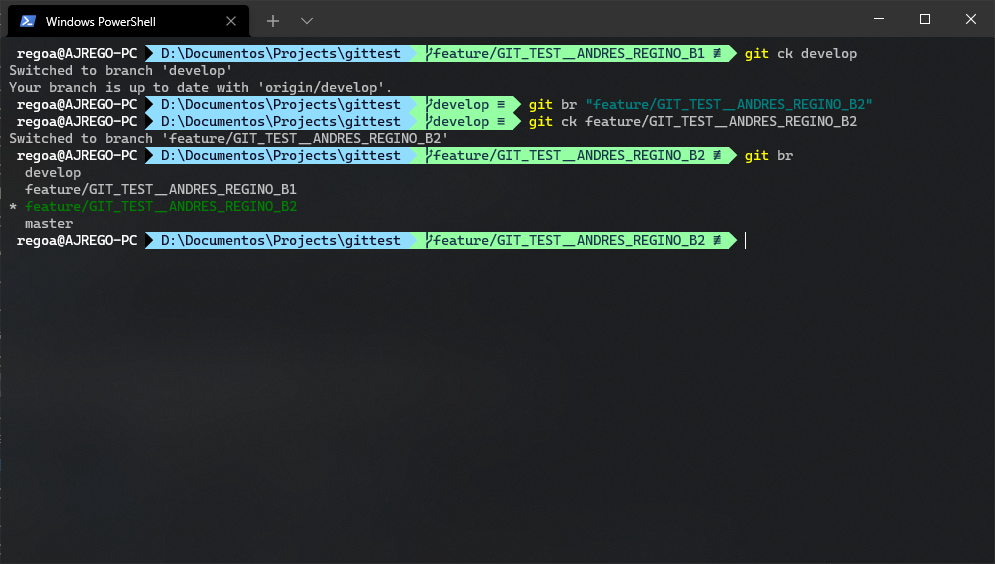 Windows PowerShell
regoa@AJREGO-PC D:\Documentos\Projects\gittest feature/GIT_TEST__ANDRES_REGINO_B1 ≢ git ck develop
Switched to branch 'develop'
Your branch is up to date with 'origin/develop'.
regoa@AJREGO-PC D:\Documentos\Projects\gittest develop ≡ git br "feature/GIT_TEST__ANDRES_REGINO_B2"
regoa@AJREGO-PC D:\Documentos\Projects\gittest develop ≡ git ck feature/GIT_TEST__ANDRES_REGINO_B2
Switched to branch 'feature/GIT_TEST__ANDRES_REGINO_B2'
regoa@AJREGO-PC D:\Documentos\Projects\gittest feature/GIT_TEST__ANDRES_REGINO_B2 ≢ git br
develop
feature/GIT_TEST__ANDRES_REGINO_B1
* feature/GIT_TEST__ANDRES_REGINO_B2
master
regoa@AJREGO-PC D:\Documentos\Projects\gittest feature/GIT_TEST__ANDRES_REGINO_B2 ≢